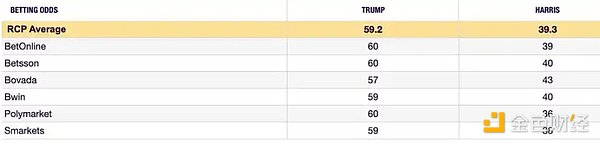 BETTING ODDS TRUMP HARRIS
RCP Average 59.2 39.3
BetOnline 60 39
Betsson 60 40
Bovada 57 43
Bwin 59 40
Polymarket 60 36
Smarkets 59
金色财经